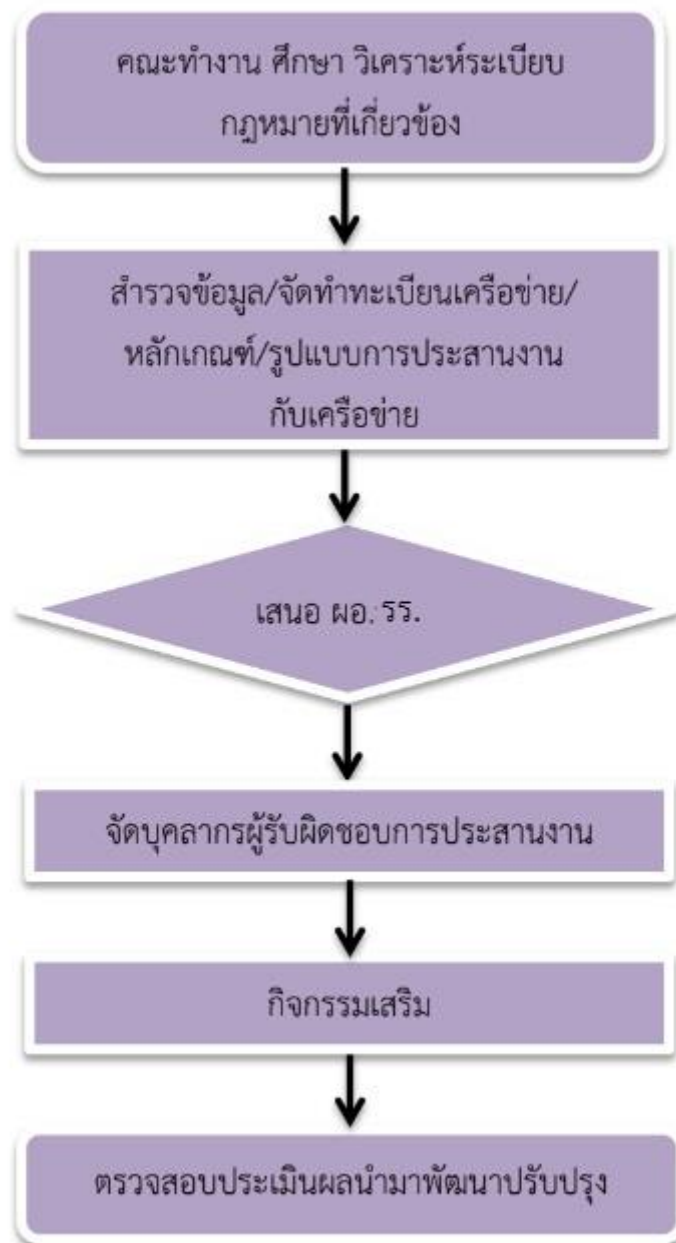 คณะทำงาน ศึกษา วิเคราะห์ระเบียบ
กฎหมายที่เกี่ยวข้อง
สำรวจข้อมูล/จัดทำทะเบียนเครือข่าย/
หลักเกณฑ์/รูปแบบการประสานงาน
กับเครือข่าย
เสนอ ผอ. รร.
จัดบุคลากรผู้รับผิดชอบการประสานงาน
กิจกรรมเสริม
ตรวจสอบประเมินผลนำมาพัฒนาปรับปรุง